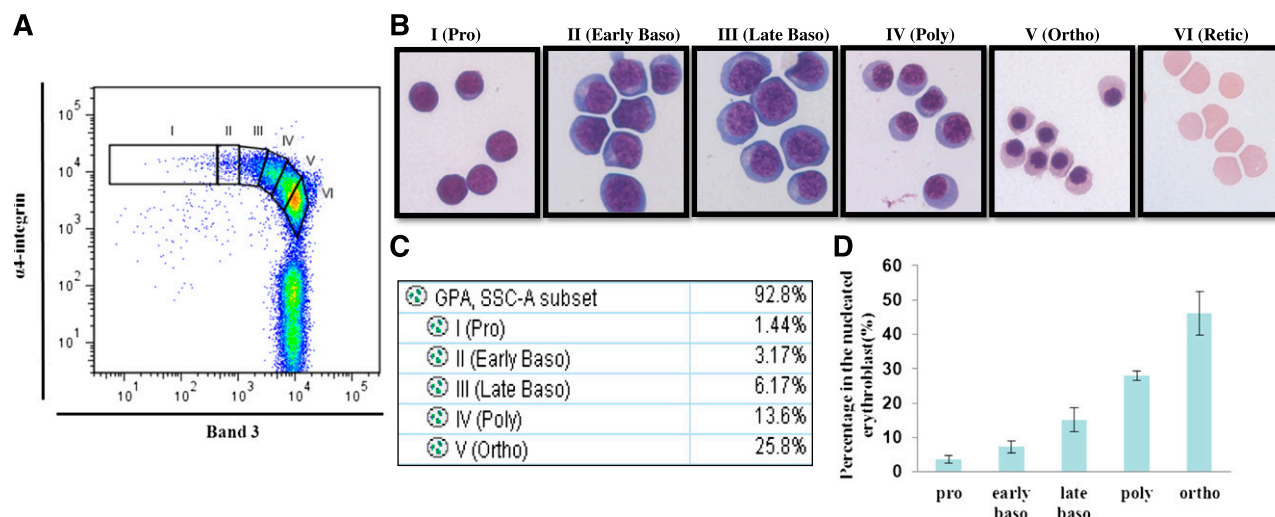 A
α4-integrin
10^5
10^4
10^3
10^2
10^1
I
II
III
IV
V
VI
10^1 10^2 10^3 10^4 10^5
Band 3
B
I (Pro) II (Early Baso) III (Late Baso) IV (Poly) V (Ortho) VI (Retic)
C
GPA, SSC-A subset 92.8%
I (Pro) 1.44%
II (Early Baso) 3.17%
III (Late Baso) 6.17%
IV (Poly) 13.6%
V (Ortho) 25.8%
D
Percentage in the nucleated
erythroblast(%)
60
50
40
30
20
10
0
pro early late poly ortho
baso baso